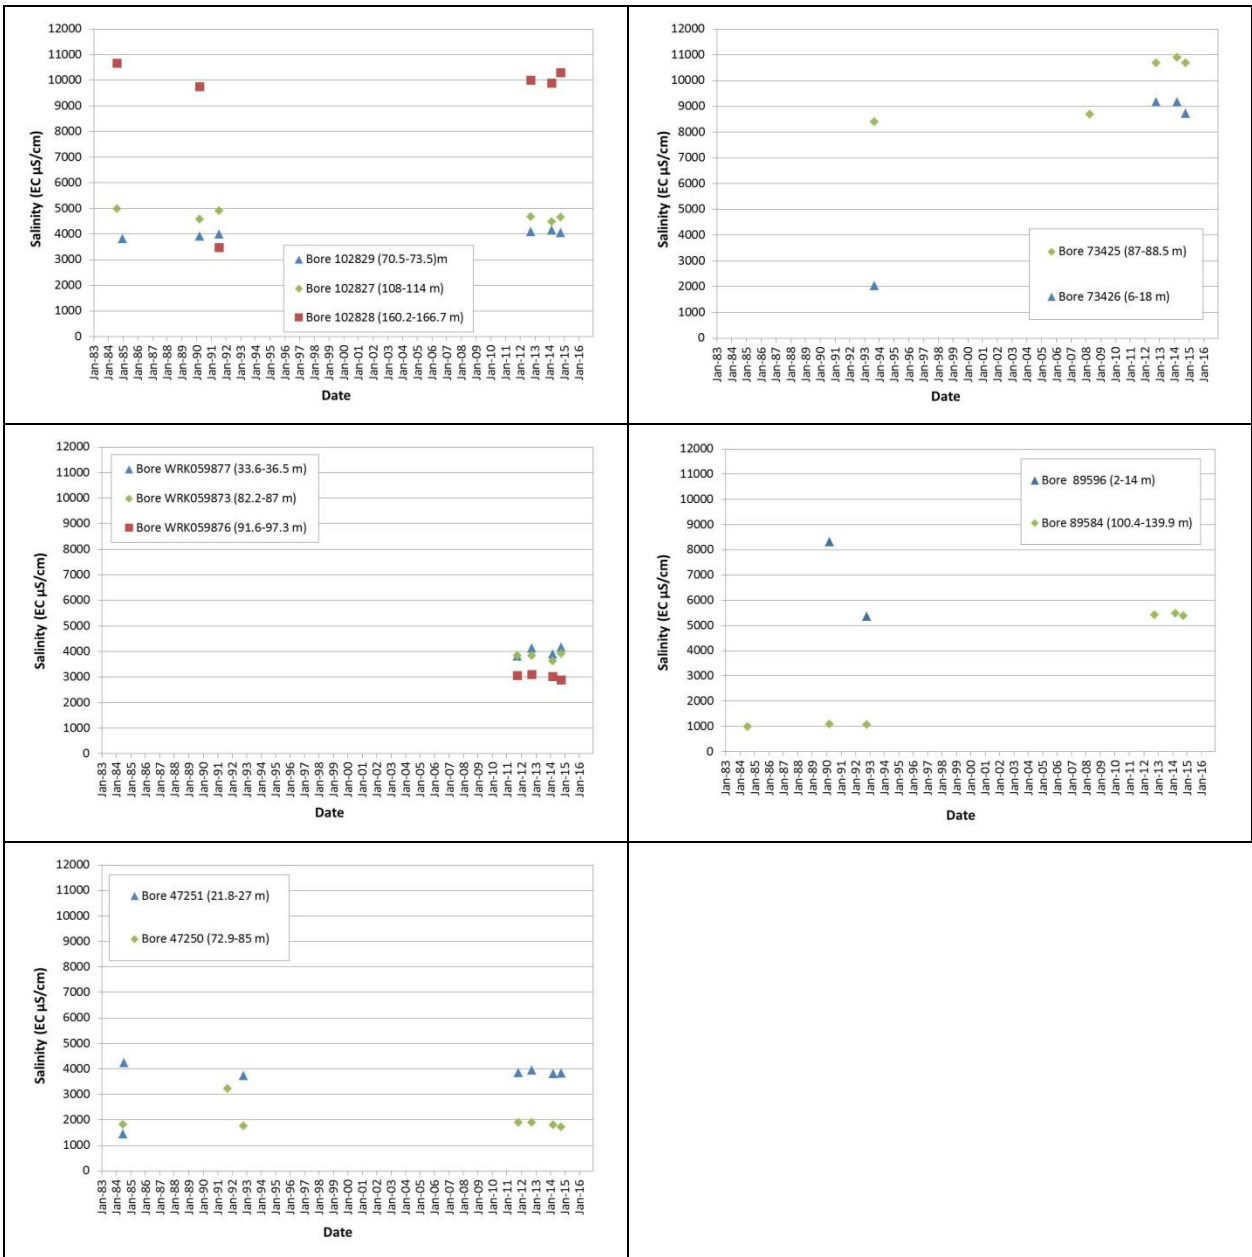 12000
11000
10000
9000
8000
7000
6000
5000
4000
3000
2000
1000
0
Salinity (EC µS/cm)
Bore 102829 (70.5-73.5)m
Bore 102827 (108-114 m)
Bore 102828 (160.2-166.7 m)
Jan-83 Jan-84 Jan-85 Jan-86 Jan-87 Jan-88 Jan-89 Jan-90 Jan-91 Jan-92 Jan-93 Jan-94 Jan-95 Jan-96 Jan-97 Jan-98 Jan-99 Jan-00 Jan-01 Jan-02 Jan-03 Jan-04 Jan-05 Jan-06 Jan-07 Jan-08 Jan-09 Jan-10 Jan-11 Jan-12 Jan-13 Jan-14 Jan-15 Jan-16
Date
12000
11000
10000
9000
8000
7000
6000
5000
4000
3000
2000
1000
0
Salinity (EC µS/cm)
Bore 73425 (87-88.5 m)
Bore 73426 (6-18 m)
Jan-83 Jan-84 Jan-85 Jan-86 Jan-87 Jan-88 Jan-89 Jan-90 Jan-91 Jan-92 Jan-93 Jan-94 Jan-95 Jan-96 Jan-97 Jan-98 Jan-99 Jan-00 Jan-01 Jan-02 Jan-03 Jan-04 Jan-05 Jan-06 Jan-07 Jan-08 Jan-09 Jan-10 Jan-11 Jan-12 Jan-13 Jan-14 Jan-15 Jan-16
Date
12000
11000
10000
9000
8000
7000
6000
5000
4000
3000
2000
1000
0
Salinity (EC µS/cm)
Bore WRK059877 (33.6-36.5 m)
Bore WRK059873 (82.2-87 m)
Bore WRK059876 (91.6-97.3 m)
Jan-83 Jan-84 Jan-85 Jan-86 Jan-87 Jan-88 Jan-89 Jan-90 Jan-91 Jan-92 Jan-93 Jan-94 Jan-95 Jan-96 Jan-97 Jan-98 Jan-99 Jan-00 Jan-01 Jan-02 Jan-03 Jan-04 Jan-05 Jan-06 Jan-07 Jan-08 Jan-09 Jan-10 Jan-11 Jan-12 Jan-13 Jan-14 Jan-15 Jan-16
Date
12000
11000
10000
9000
8000
7000
6000
5000
4000
3000
2000
1000
0
Salinity (EC µS/cm)
Bore 89596 (2-14 m)
Bore 89584 (100.4-139.9 m)
Jan-83 Jan-84 Jan-85 Jan-86 Jan-87 Jan-88 Jan-89 Jan-90 Jan-91 Jan-92 Jan-93 Jan-94 Jan-95 Jan-96 Jan-97 Jan-98 Jan-99 Jan-00 Jan-01 Jan-02 Jan-03 Jan-04 Jan-05 Jan-06 Jan-07 Jan-08 Jan-09 Jan-10 Jan-11 Jan-12 Jan-13 Jan-14 Jan-15 Jan-16
Date
12000
11000
10000
9000
8000
7000
6000
5000
4000
3000
2000
1000
0
Salinity (EC µS/cm)
Bore 47251 (21.8-27 m)
Bore 47250 (72.9-85 m)
Jan-83 Jan-84 Jan-85 Jan-86 Jan-87 Jan-88 Jan-89 Jan-90 Jan-91 Jan-92 Jan-93 Jan-94 Jan-95 Jan-96 Jan-97 Jan-98 Jan-99 Jan-00 Jan-01 Jan-02 Jan-03 Jan-04 Jan-05 Jan-06 Jan-07 Jan-08 Jan-09 Jan-10 Jan-11 Jan-12 Jan-13 Jan-14 Jan-15 Jan-16
Date